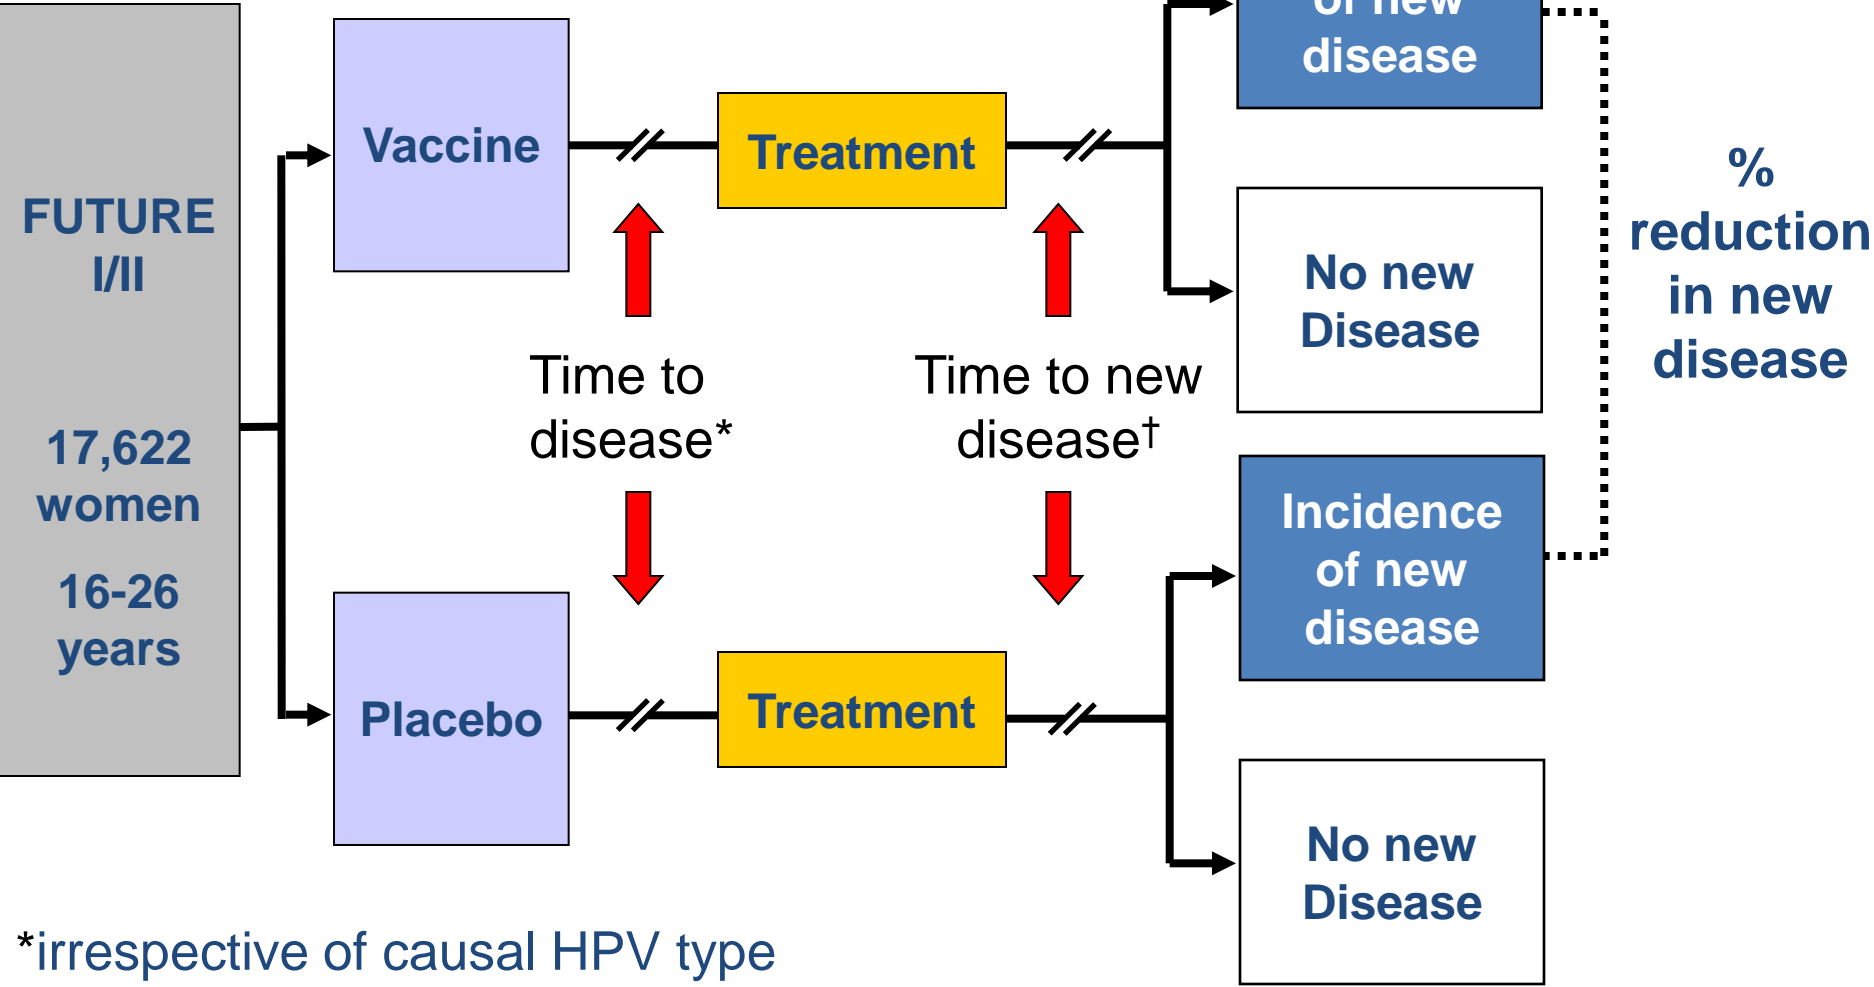 FUTURE
I/II
17,622
women
16-26
years
Vaccine
Treatment
of new
disease
No new
Disease
%
reduction
in new
disease
Time to
disease*
Time to new
disease†
Placebo
Treatment
Incidence
of new
disease
No new
Disease
*irrespective of causal HPV type